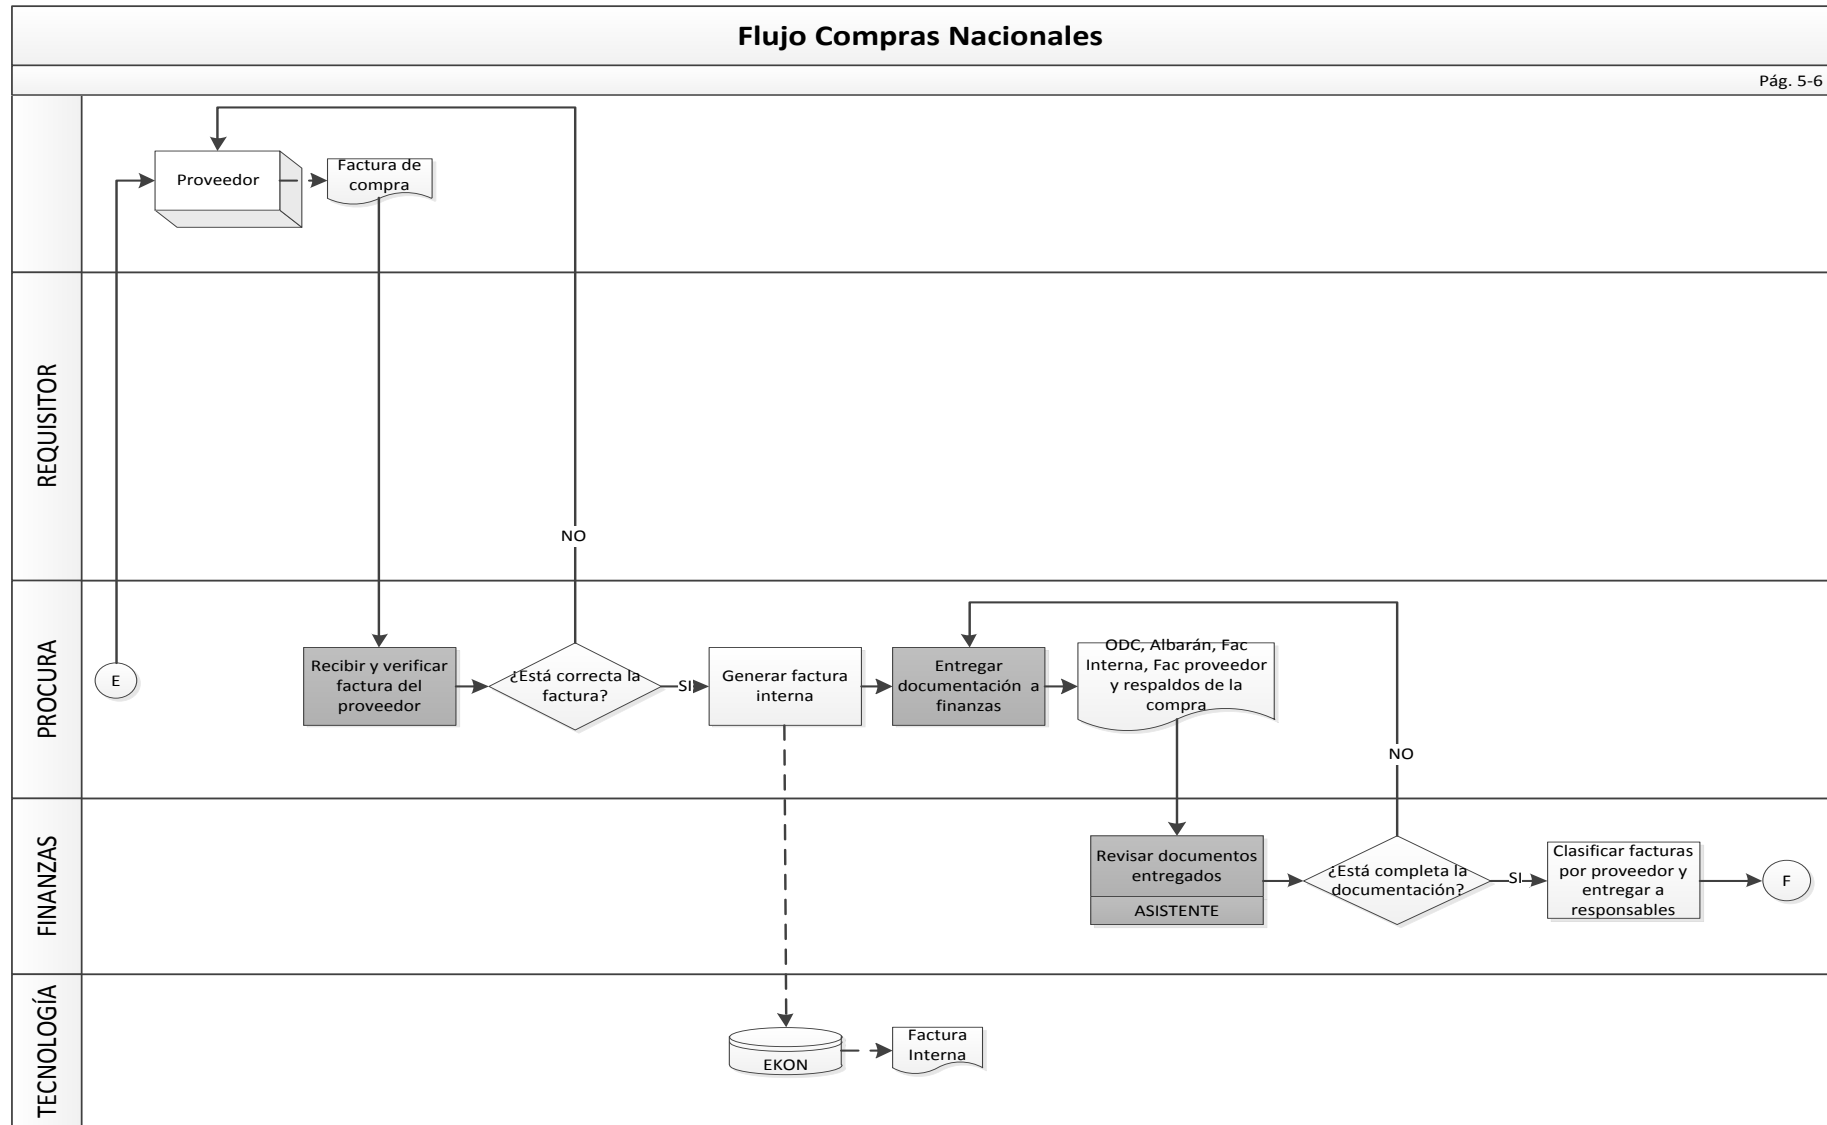 Flujo Compras Nacionales
Pág. 5-6
Proveedor
Factura de
compra
REQUISITOR
NO
PROCURA
E
Recibir y verificar
factura del
proveedor
¿Está correcta la
factura?
SI
Generar factura
interna
Entregar
documentación a
finanzas
ODC, Albarán, Fac
Interna, Fac proveedor
y respaldos de la
compra
NO
FINANZAS
Revisar documentos
entregados
ASISTENTE
¿Está completa la
documentación?
SI
Clasificar facturas
por proveedor y
entregar a
responsables
F
TECNOLOGÍA
EKON
Factura
Interna